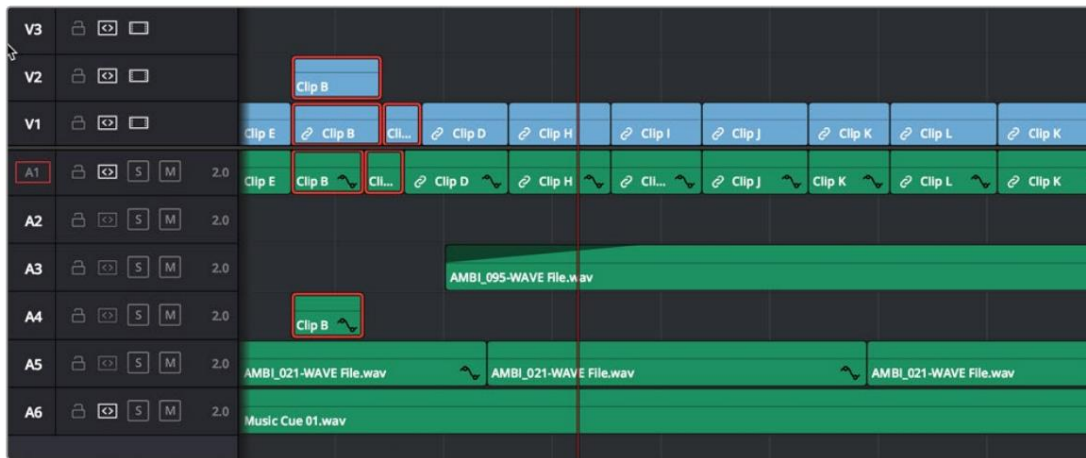 V3
V2
Clip B
V1
Clip E Clip B Cli... Clip D Clip H Clip I Clip J Clip K Clip L Clip K
A1 S M 2.0
Clip E Clip B Cli... Clip D Clip H Cli... Clip J Clip K Clip L Clip K
A2 S M 2.0
A3 S M 2.0
AMBI_095-WAVE File.wav
A4 S M 2.0
Clip B
A5 S M 2.0
AMBI_021-WAVE File.wav AMBI_021-WAVE File.wav AMBI_021-WAVE File.wav
A6 S M 2.0
Music Cue 01.wav